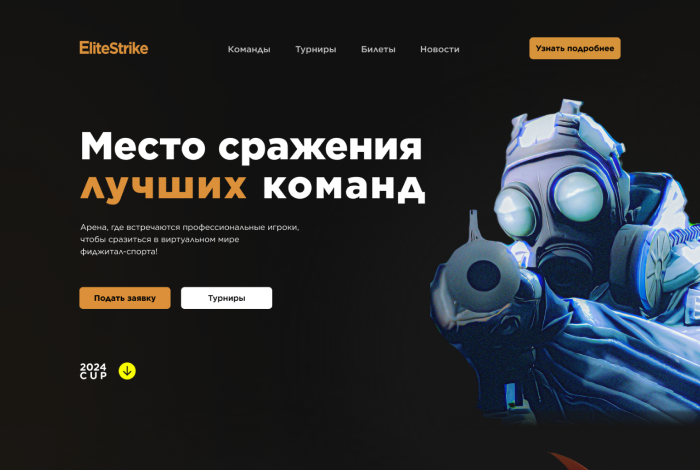 EliteStrike
Команды
Турниры
Билеты
Новости
Узнать подробнее
Место сражения
лучших команд
Арена, где встречаются профессиональные игроки,
чтобы сразиться в виртуальном мире
фиджитал-спорта!
Подать заявку
Турниры
2024
CUP